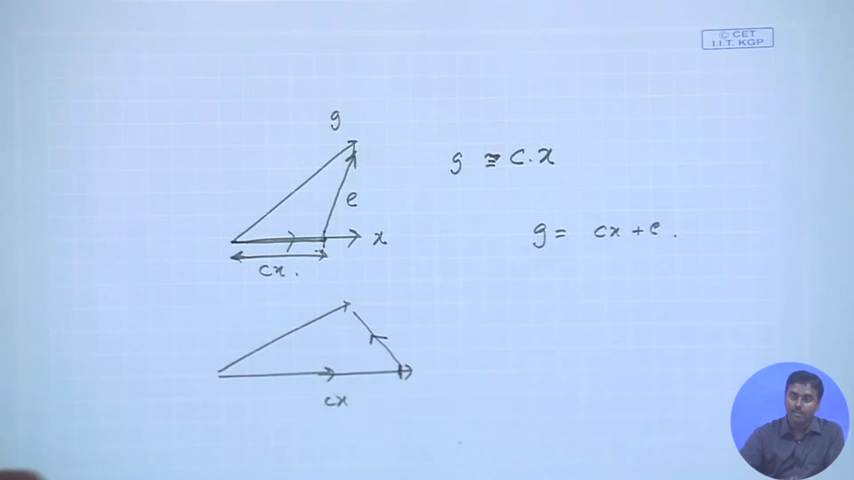 © CET
I.I.T. KGP
g
g ≅ c.x
e
g = cx + e .
x
cx .
cx